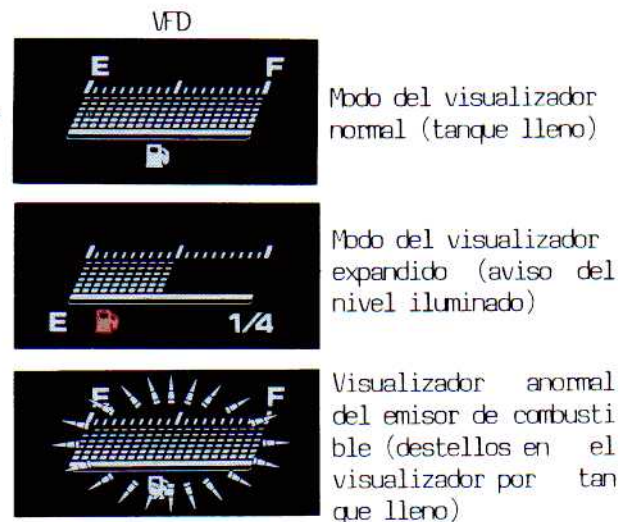 VFD
E F
Modo del visualizador
normal (tanque lleno)
Modo del visualizador
expandido (aviso del
nivel iluminado)
E 1/4
Visualizador anormal
del emisor de combusti
ble (destellos en el
visualizador por tan
que lleno)
E F